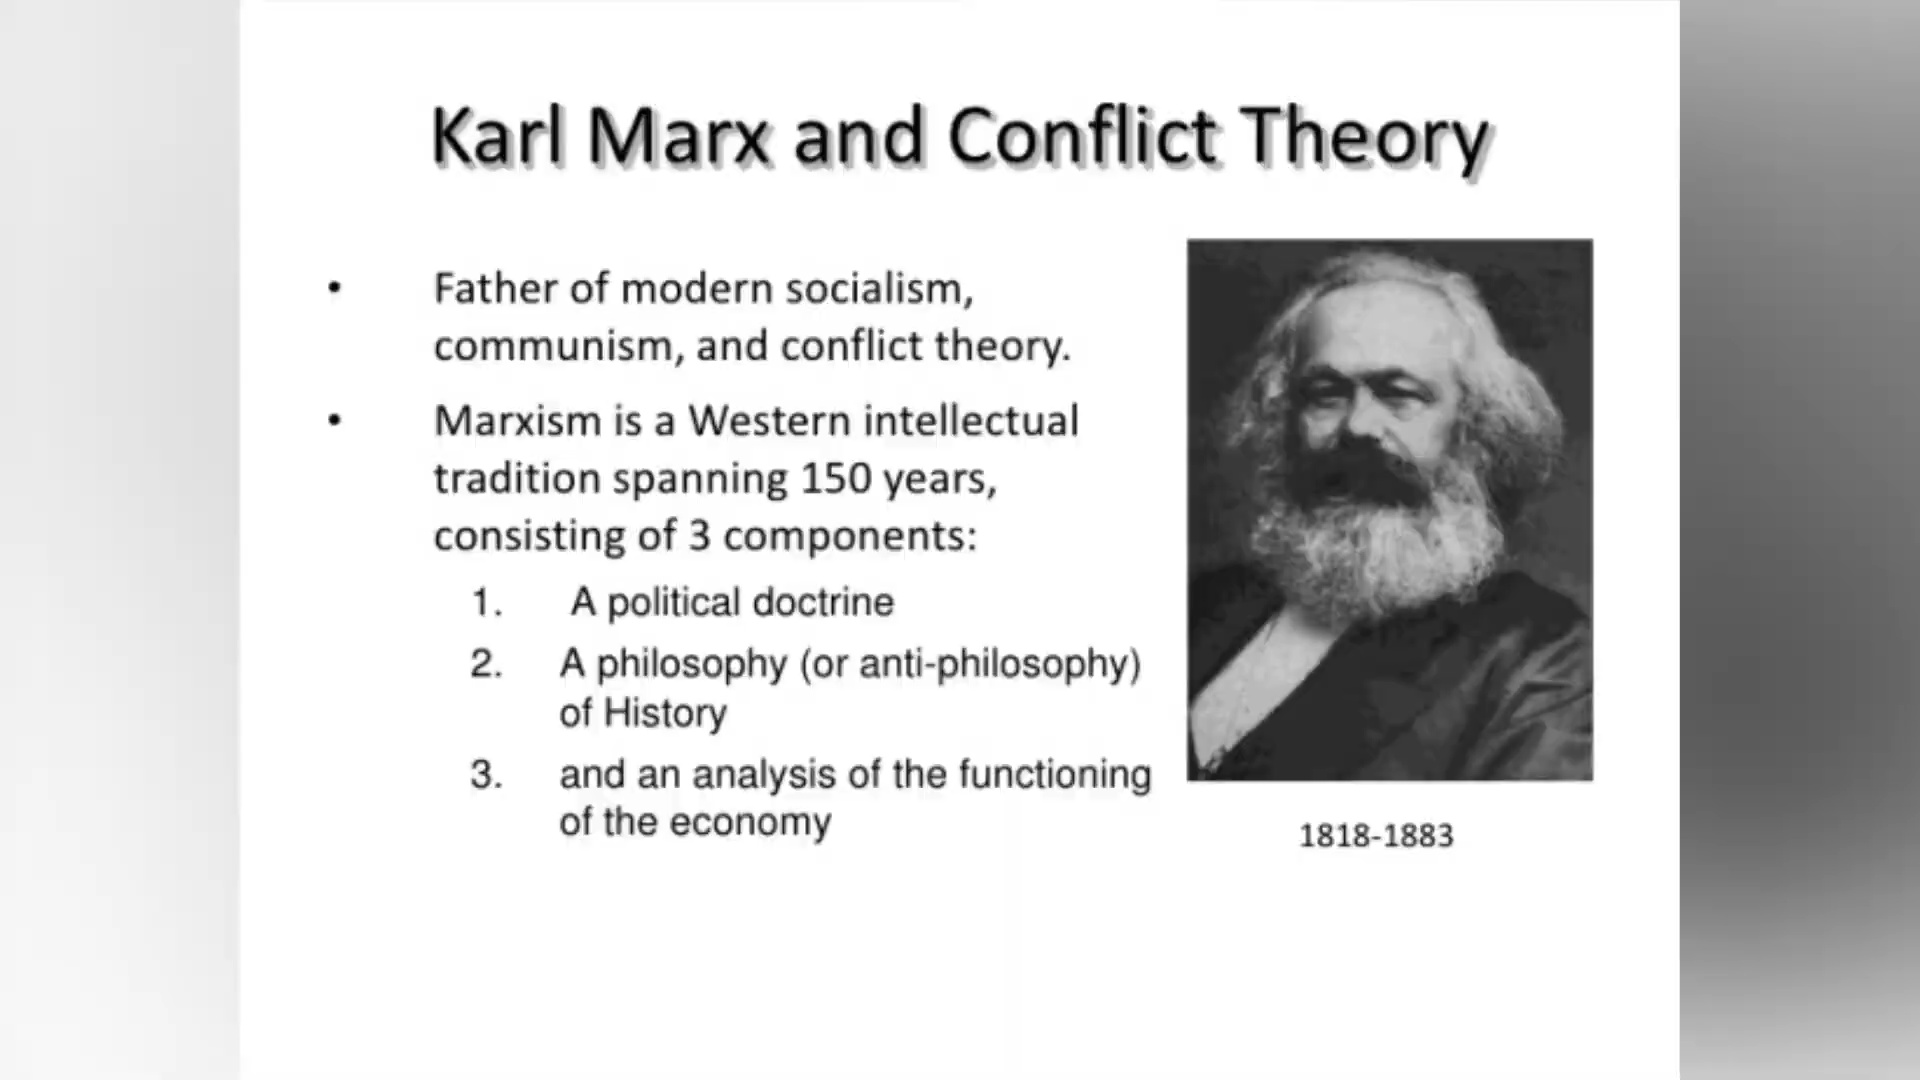 Karl Marx and Conflict Theory
• Father of modern socialism,
communism, and conflict theory.
• Marxism is a Western intellectual
tradition spanning 150 years,
consisting of 3 components:
1. A political doctrine
2. A philosophy (or anti-philosophy)
of History
3. and an analysis of the functioning
of the economy
1818-1883